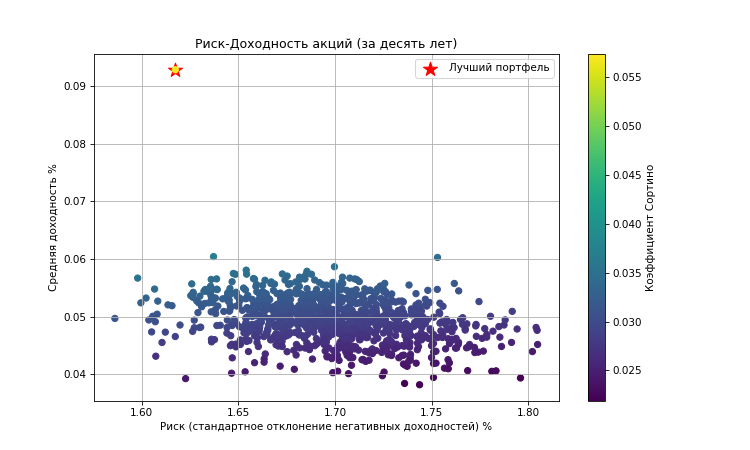 Риск-Доходность акций (за десять лет)
Лучший портфель
Средняя доходность %
0.09
0.08
0.07
0.06
0.05
0.04
1.60 1.65 1.70 1.75 1.80
Риск (стандартное отклонение негативных доходностей) %
0.055
0.050
0.045
0.040
0.035
0.030
0.025
Коэффициент Сортино